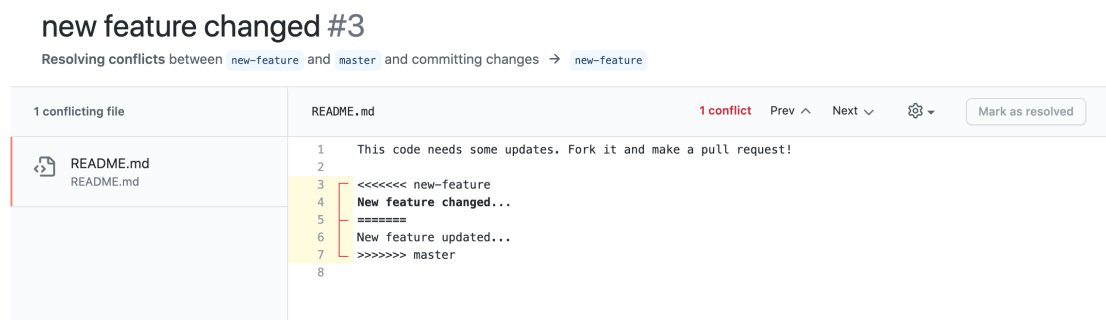 new feature changed #3
Resolving conflicts between new-feature and master and committing changes → new-feature
1 conflicting file
README.md
1 conflict Prev Next Mark as resolved
README.md
README.md
1 This code needs some updates. Fork it and make a pull request!
2
3 <<<<<<< new-feature
4 New feature changed...
5 =======
6 New feature updated...
7 >>>>>>> master
8